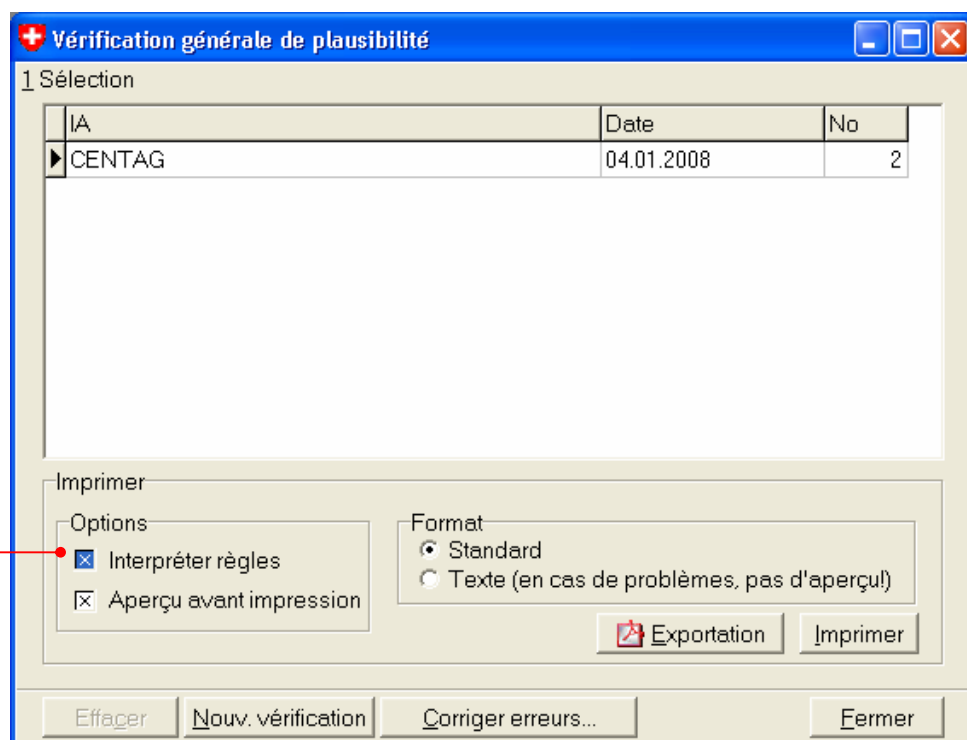 Vérification générale de plausibilité
1 Sélection
IA Date No
CENTAG 04.01.2008 2
Imprimer
Options
Interpréter règles
Aperçu avant impression
Format
Standard
Texte (en cas de problèmes, pas d'aperçu!)
Exportation Imprimer
Effaçer Nouv. vérification Corriger erreurs... Fermer